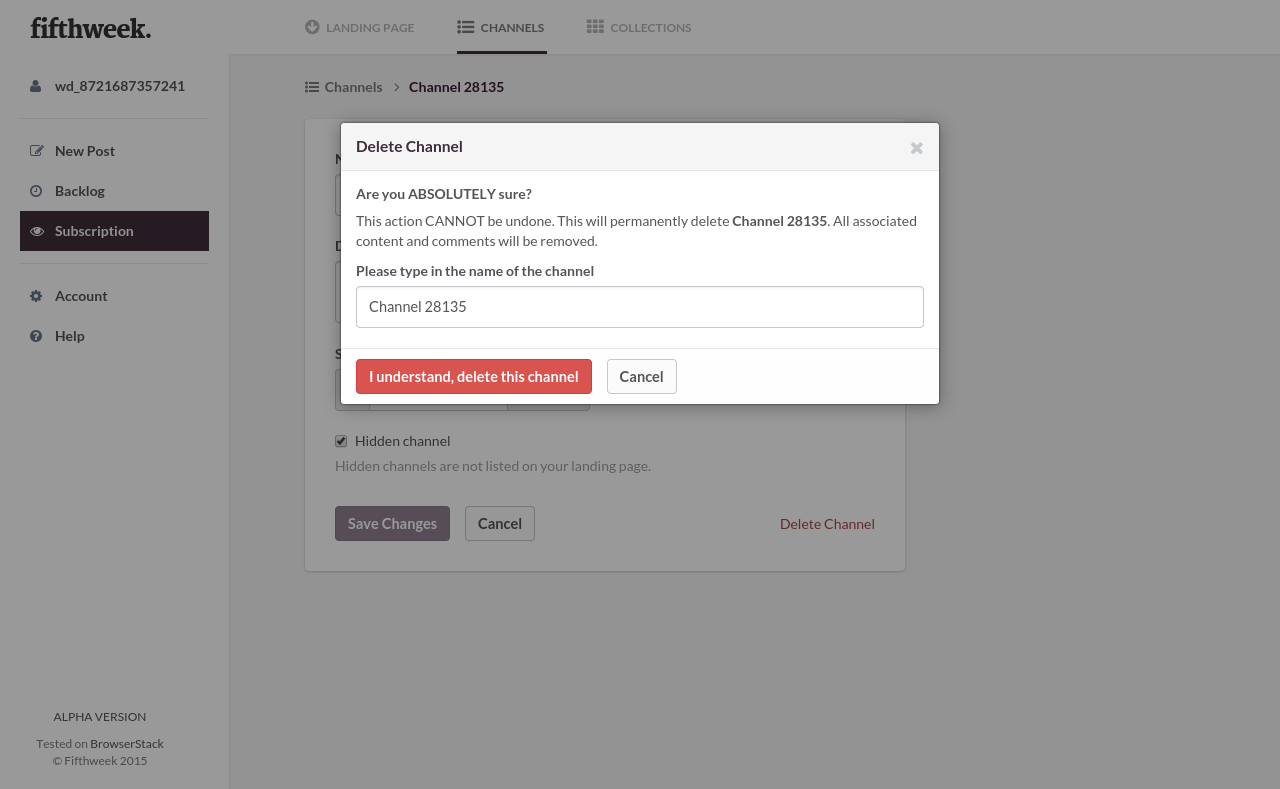 fifthweek.
LANDING PAGE
CHANNELS
COLLECTIONS
wd_8721687357241
New Post
Backlog
Subscription
Account
Help
Channels
Channel 28135
Delete Channel
Are you ABSOLUTELY sure?
This action CANNOT be undone. This will permanently delete Channel 28135. All associated
content and comments will be removed.
Please type in the name of the channel
Channel 28135
I understand, delete this channel
Cancel
Hidden channel
Hidden channels are not listed on your landing page.
Save Changes
Cancel
Delete Channel
ALPHA VERSION
Tested on BrowserStack
© Fifthweek 2015